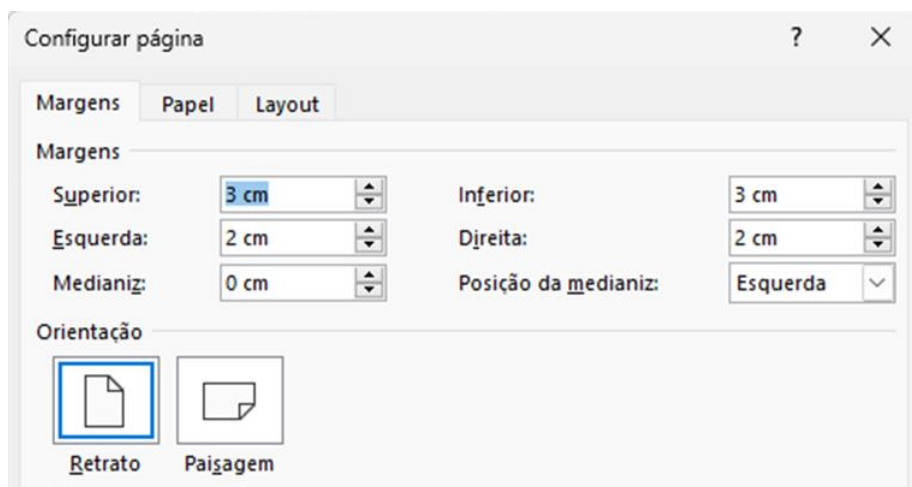 Configurar página ?
Margens Papel Layout
Margens
Superior: 3 cm Inferior: 3 cm
Esquerda: 2 cm Direita: 2 cm
Medianiz: 0 cm Posição da medianiz: Esquerda
Orientação
Retrato Paisagem